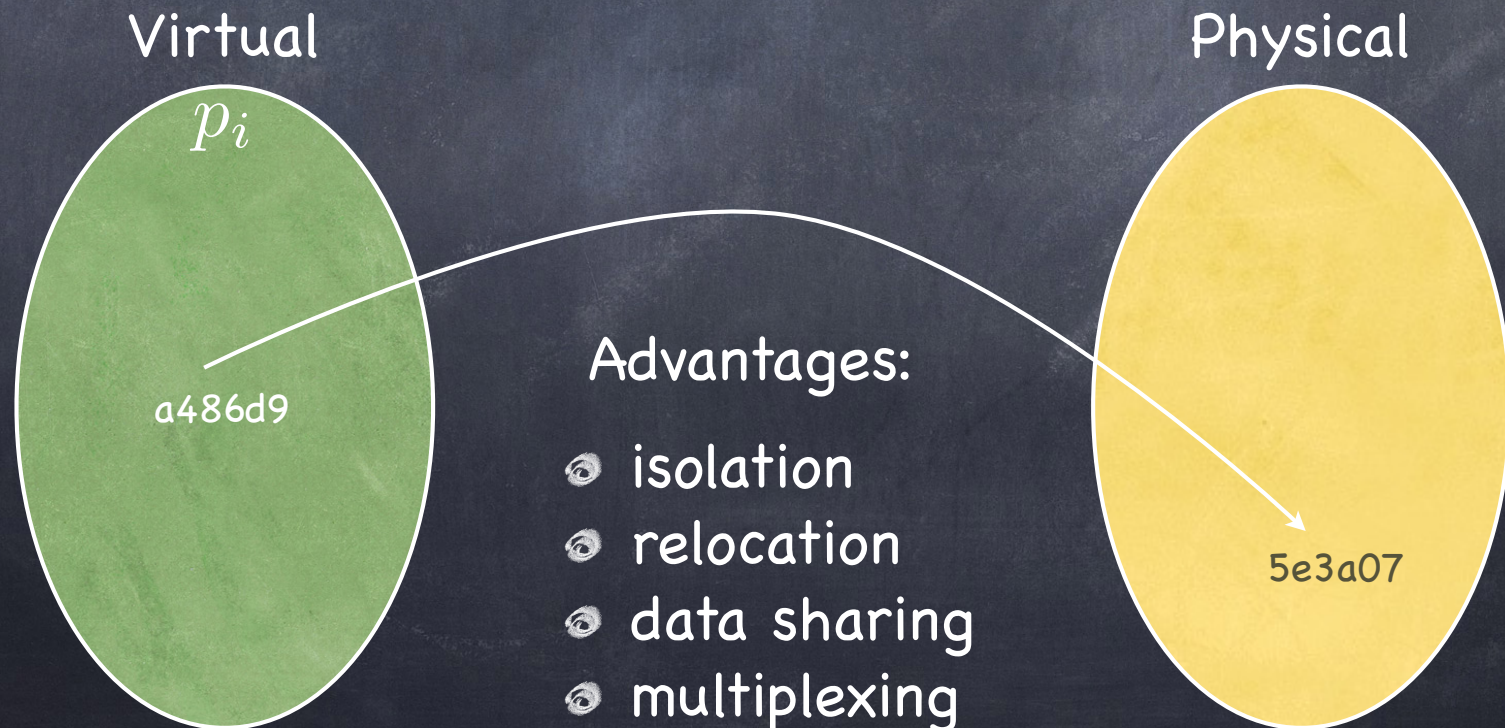 Virtual
Physical
p_i
a486d9
Advantages:
isolation
relocation
data sharing
multiplexing
5e3a07